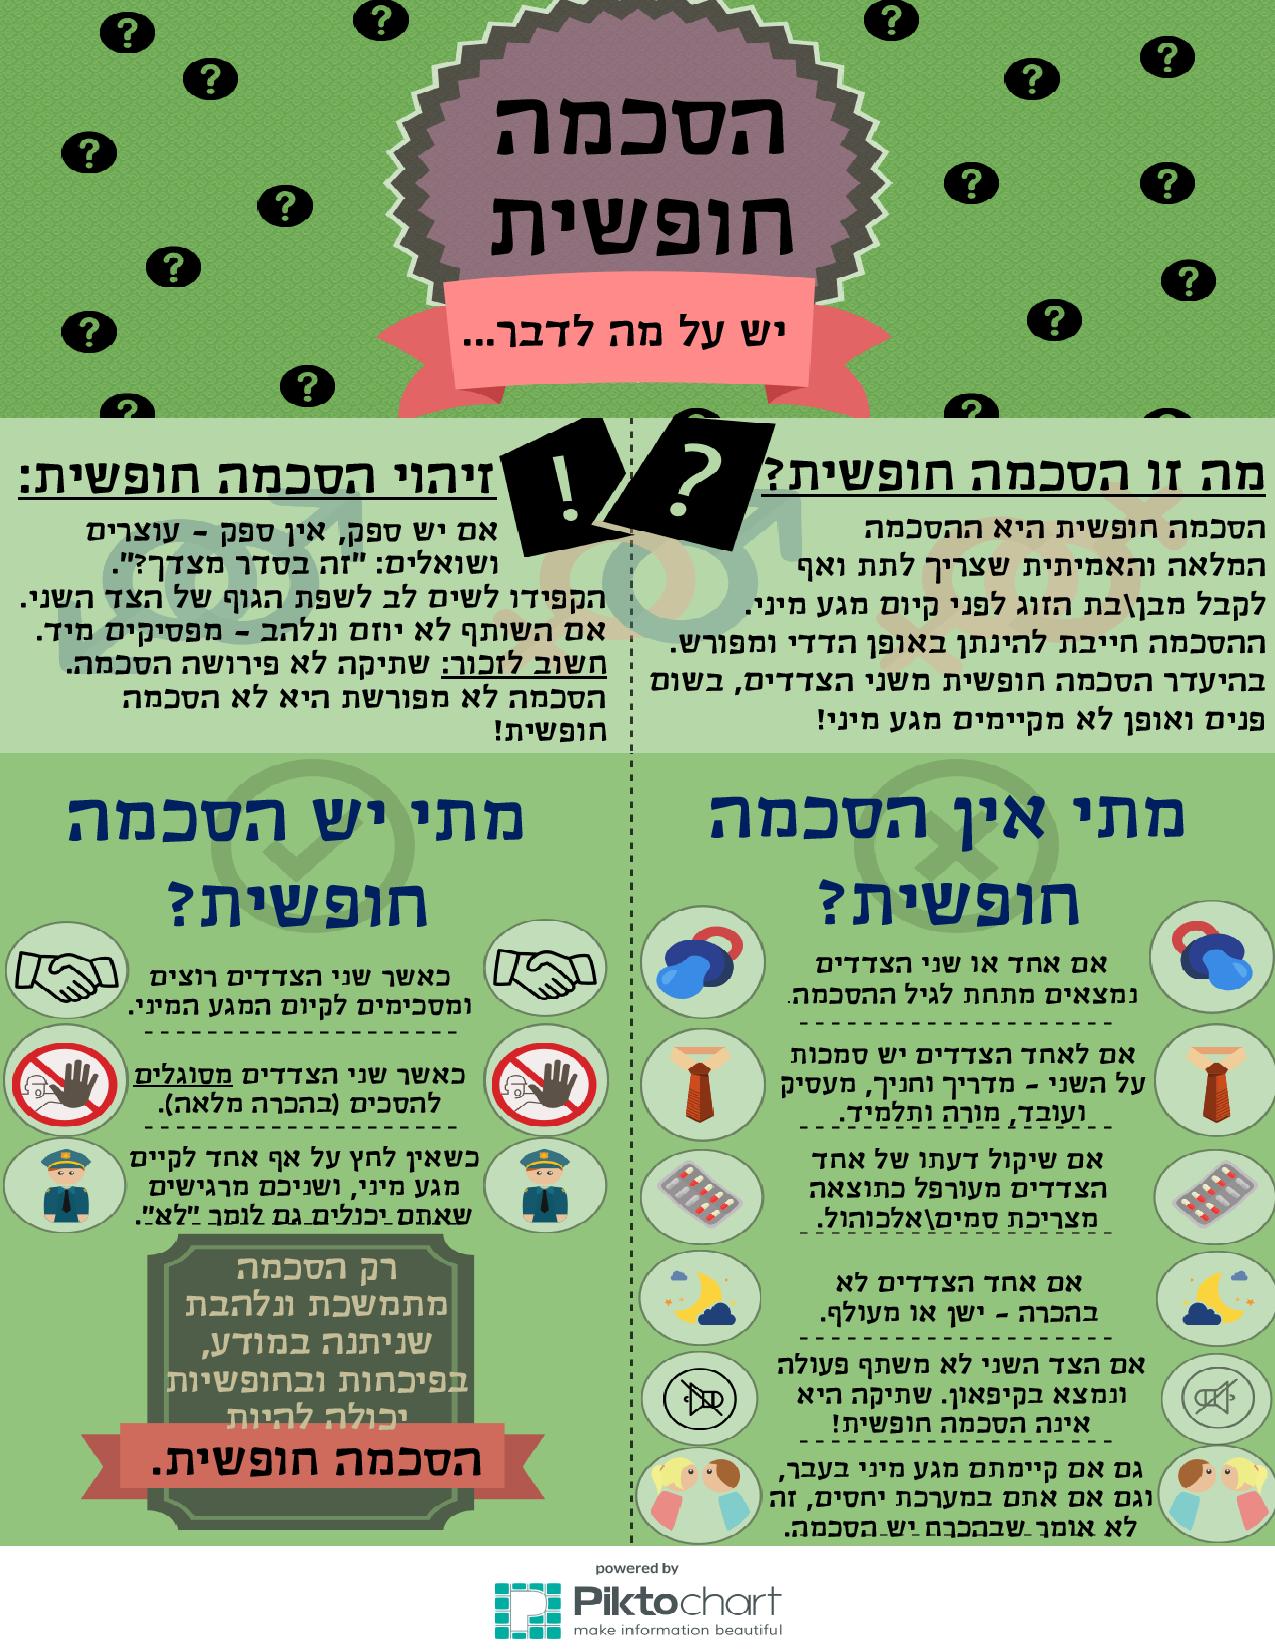 הסכמה
חופשית
יש על מה לדבר...
מה זו הסכמה חופשית?
הסכמה חופשית היא ההסכמה
המלאה והאמיתית שצריך לתת ואף
לקבל מבן\בת הזוג לפני קיום מגע מיני.
ההסכמה חייבת להינתן באופן הדדי ומפורש.
בהיעדר הסכמה חופשית משני הצדדים, בשום
פנים ואופן לא מקיימים מגע מיני!
זיהוי הסכמה חופשית:
אם יש ספק, אין ספק - עוצרים
ושואלים: "זה בסדר מצדך?".
הקפידו לשים לב לשפת הגוף של הצד השני.
אם השותף לא יוזם ונלהב - מפסיקים מיד.
חשוב לזכור: שתיקה לא פירושה הסכמה.
הסכמה לא מפורשת היא לא הסכמה
חופשית!
מתי אין הסכמה
חופשית?
אם אחד או שני הצדדים
נמצאים מתחת לגיל ההסכמה.
אם לאחד הצדדים יש סמכות
על השני - מדריך וחניך, מעסיק
ועובד, מורה ותלמיד.
אם שיקול דעתו של אחד
הצדדים מעורפל כתוצאה
מצריכת סמים\אלכוהול.
אם אחד הצדדים לא
בהכרה - ישן או מעולף.
אם הצד השני לא משתף פעולה
ונמצא בקיפאון. שתיקה היא
אינה הסכמה חופשית!
גם אם קיימתם מגע מיני בעבר,
וגם אם אתם במערכת יחסים, זה
לא אומר שבהכרח יש הסכמה.
מתי יש הסכמה
חופשית?
כאשר שני הצדדים רוצים
ומסכימים לקיום המגע המיני.
כאשר שני הצדדים מסוגלים
להסכים (בהכרה מלאה).
כשאין לחץ על אף אחד לקיים
מגע מיני, ושניכם מרגישים
שאתם יכולים גם לומר "לא".
רק הסכמה
מתמשכת ונלהבת
שניתנה במודע,
בפיכחות ובחופשיות
יכולה להיות
הסכמה חופשית.
powered by
Piktochart
make information beautiful